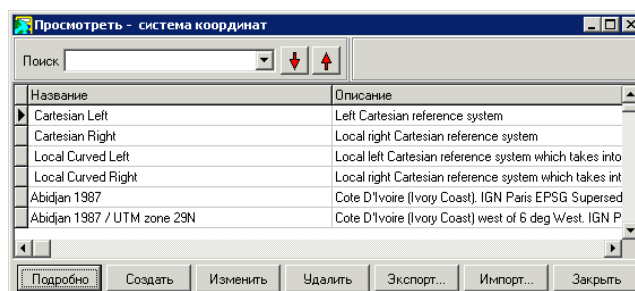 Просмотреть -  система координат
Поиск
Название Описание
Cartesian Left Left Cartesian reference system
Cartesian Right Local right Cartesian reference system
Local Curved Left Local left Cartesian reference system which takes into
Local Curved Right Local right Cartesian reference system which takes int
Abidjan 1987 Cote D'Ivoire (Ivory Coast). IGN Paris EPSG Supersed
Abidjan 1987 / UTM zone 29N Cote D'Ivoire (Ivory Coast) west of 6 deg West. IGN P
Подробно Создать Изменить Удалить Экспорт... Импорт... Закрыть